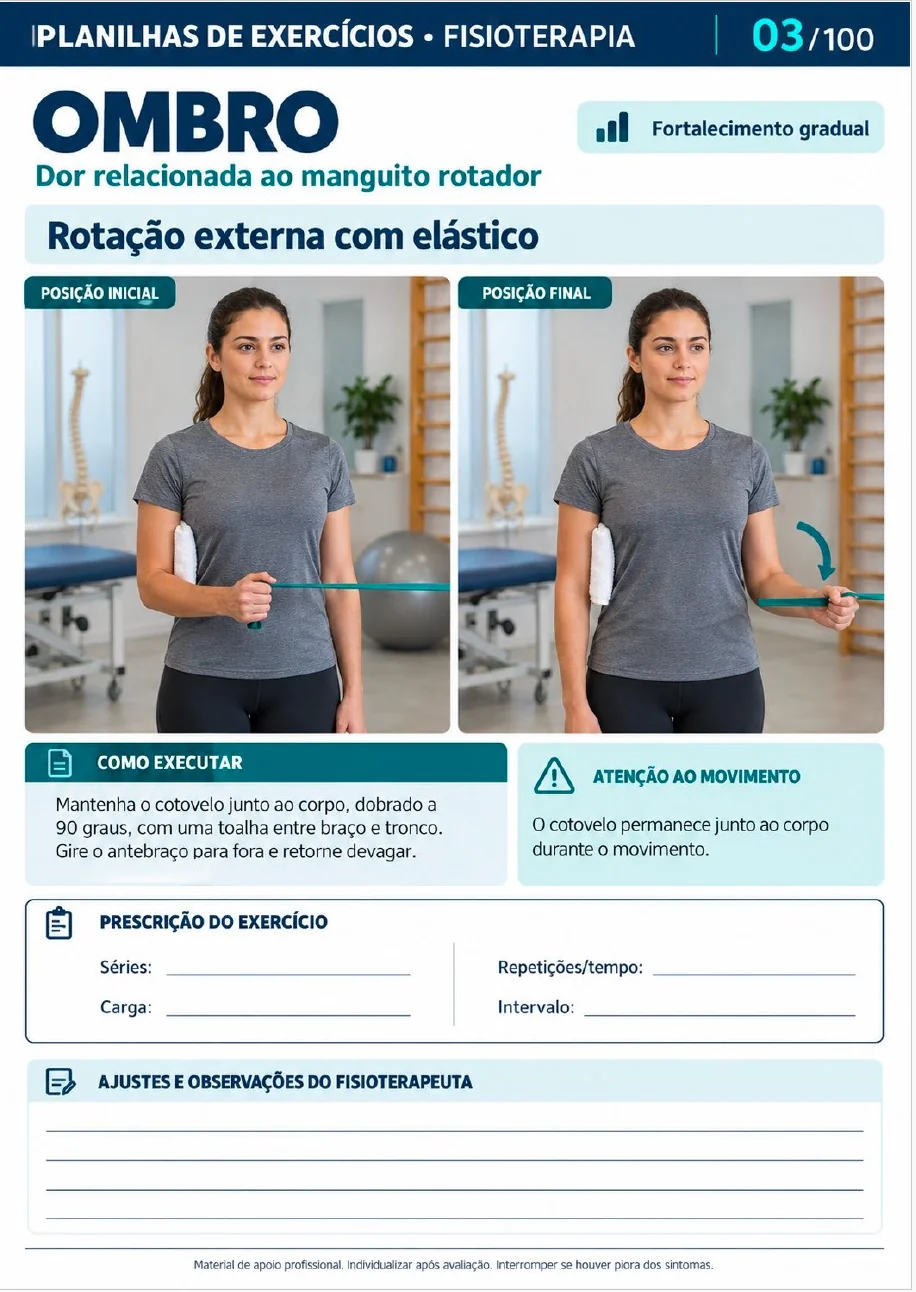 PLANILHAS DE EXERCÍCIOS • FISIOTERAPIA
03/100
OMBRO
Fortalecimento gradual
Dor relacionada ao manguito rotador
Rotação externa com elástico
POSIÇÃO INICIAL
POSIÇÃO FINAL
COMO EXECUTAR
Mantenha o cotovelo junto ao corpo, dobrado a
90 graus, com uma toalha entre braço e tronco.
Gire o antebraço para fora e retorne devagar.
ATENÇÃO AO MOVIMENTO
O cotovelo permanece junto ao corpo
durante o movimento.
PRESCRIÇÃO DO EXERCÍCIO
Séries:
Repetições/tempo:
Carga:
Intervalo:
AJUSTES E OBSERVAÇÕES DO FISIOTERAPEUTA
Material de apoio profissional. Individualizar após avaliação. Interromper se houver piora dos sintomas.